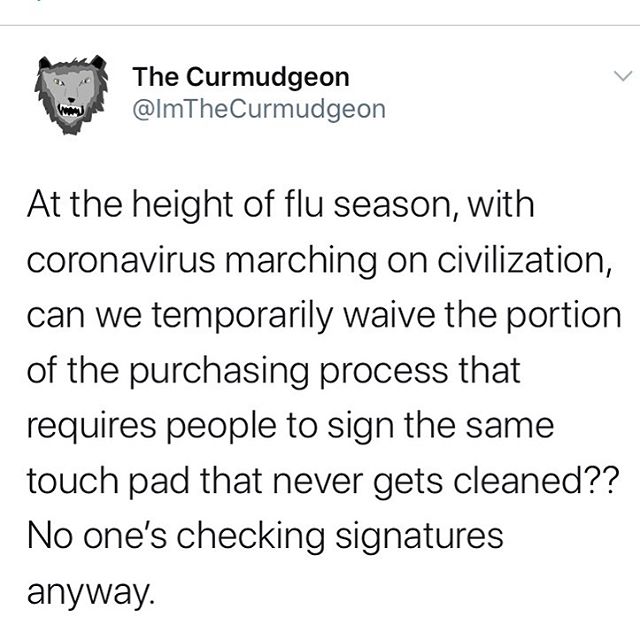 The Curmudgeon
@ImTheCurmudgeon
At the height of flu season, with
coronavirus marching on civilization,
can we temporarily waive the portion
of the purchasing process that
requires people to sign the same
touch pad that never gets cleaned??
No one's checking signatures
anyway.